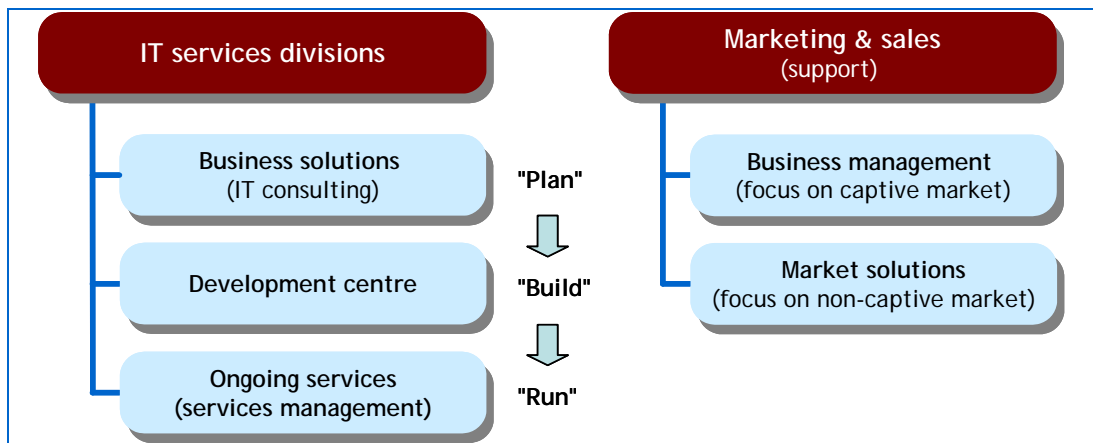 IT services divisions
Business solutions
(IT consulting)
"Plan"
Development centre
"Build"
Ongoing services
(services management)
"Run"
Marketing & sales
(support)
Business management
(focus on captive market)
Market solutions
(focus on non-captive market)